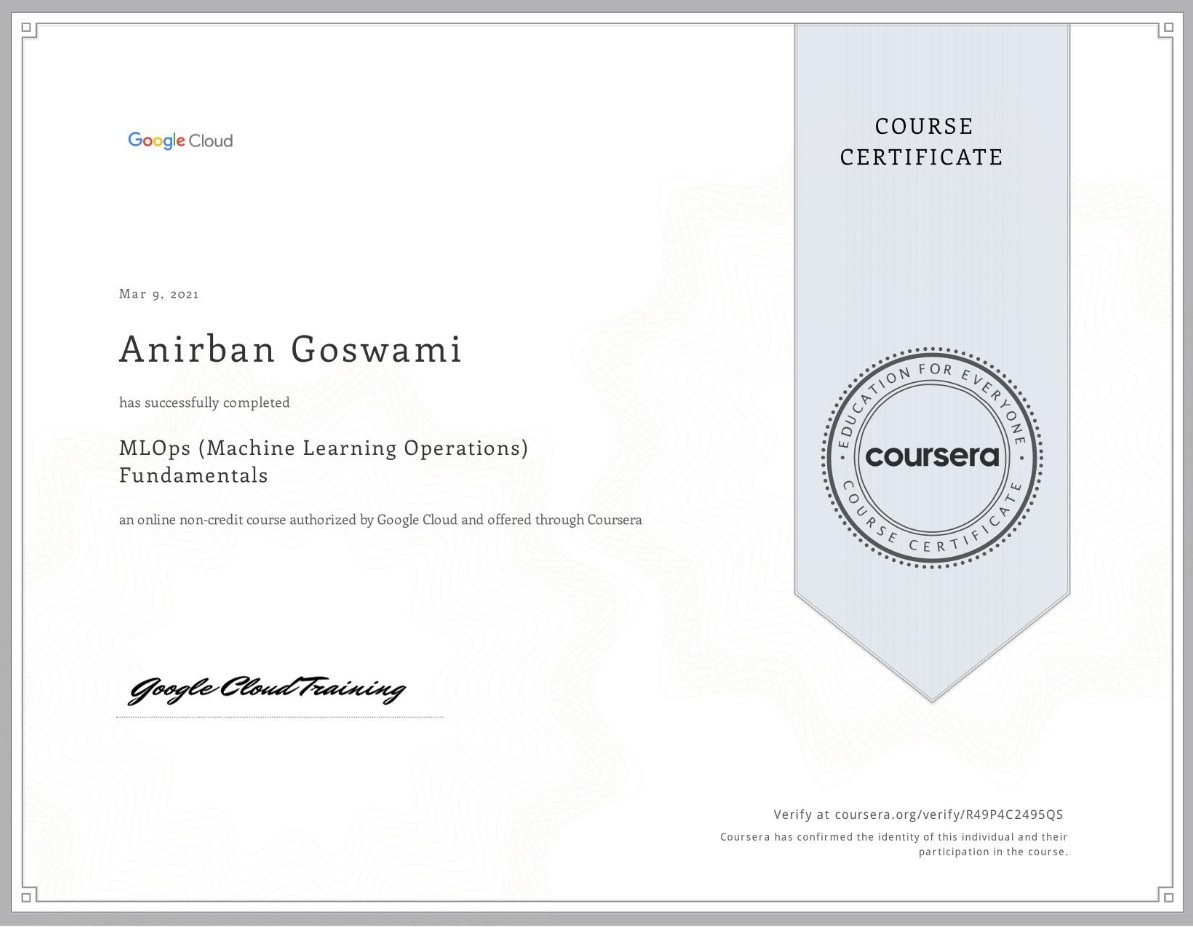 Google Cloud
COURSE
CERTIFICATE
Mar 9, 2021
Anirban Goswami
has successfully completed
MLOps (Machine Learning Operations)
Fundamentals
an online non-credit course authorized by Google Cloud and offered through Coursera
EDUCATION FOR EVERYONE
coursera
COURSE CERTIFICATE
Google Cloud Training
Verify at coursera.org/verify/R49P4C2495QS
Coursera has confirmed the identity of this individual and their
participation in the course.